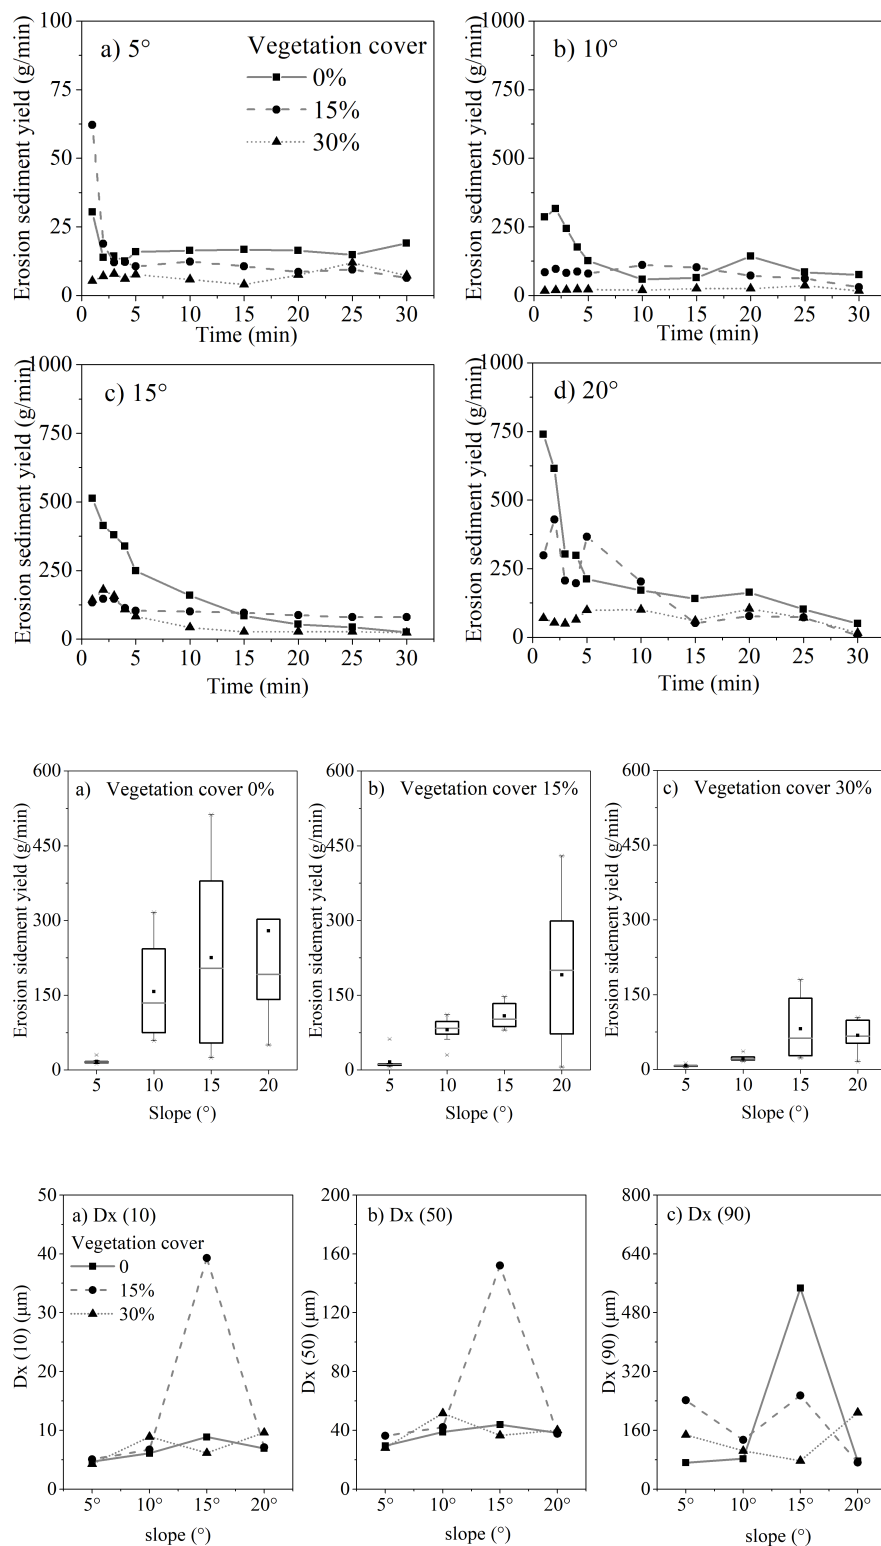 a) 5°
Vegetation cover
0%
15%
30%
Erosion sediment yield (g/min)
100
75
50
25
0
0 5 10 15 20 25 30
Time (min)
b) 10°
Erosion sediment yield (g/min)
1000
750
500
250
0
0 5 10 15 20 25 30
Time (min)
c) 15°
Erosion sediment yield (g/min)
1000
750
500
250
0
0 5 10 15 20 25 30
Time (min)
d) 20°
Erosion sediment yield (g/min)
1000
750
500
250
0
0 5 10 15 20 25 30
Time (min)
a) Vegetation cover 0%
Erosion sidement yield (g/min)
600
450
300
150
0
5 10 15 20
Slope (°)
b) Vegetation cover 15%
Erosion sidement yield (g/min)
600
450
300
150
0
5 10 15 20
Slope (°)
c) Vegetation cover 30%
Erosion sidement yield (g/min)
600
450
300
150
0
5 10 15 20
Slope (°)
a) Dx (10)
Vegetation cover
0
15%
30%
Dx (10) (μm)
50
40
30
20
10
0
5° 10° 15° 20°
slope (°)
b) Dx (50)
Dx (50) (μm)
200
160
120
80
40
0
5° 10° 15° 20°
slope (°)
c) Dx (90)
Dx (90) (μm)
800
640
480
320
160
0
5° 10° 15° 20°
slope (°)